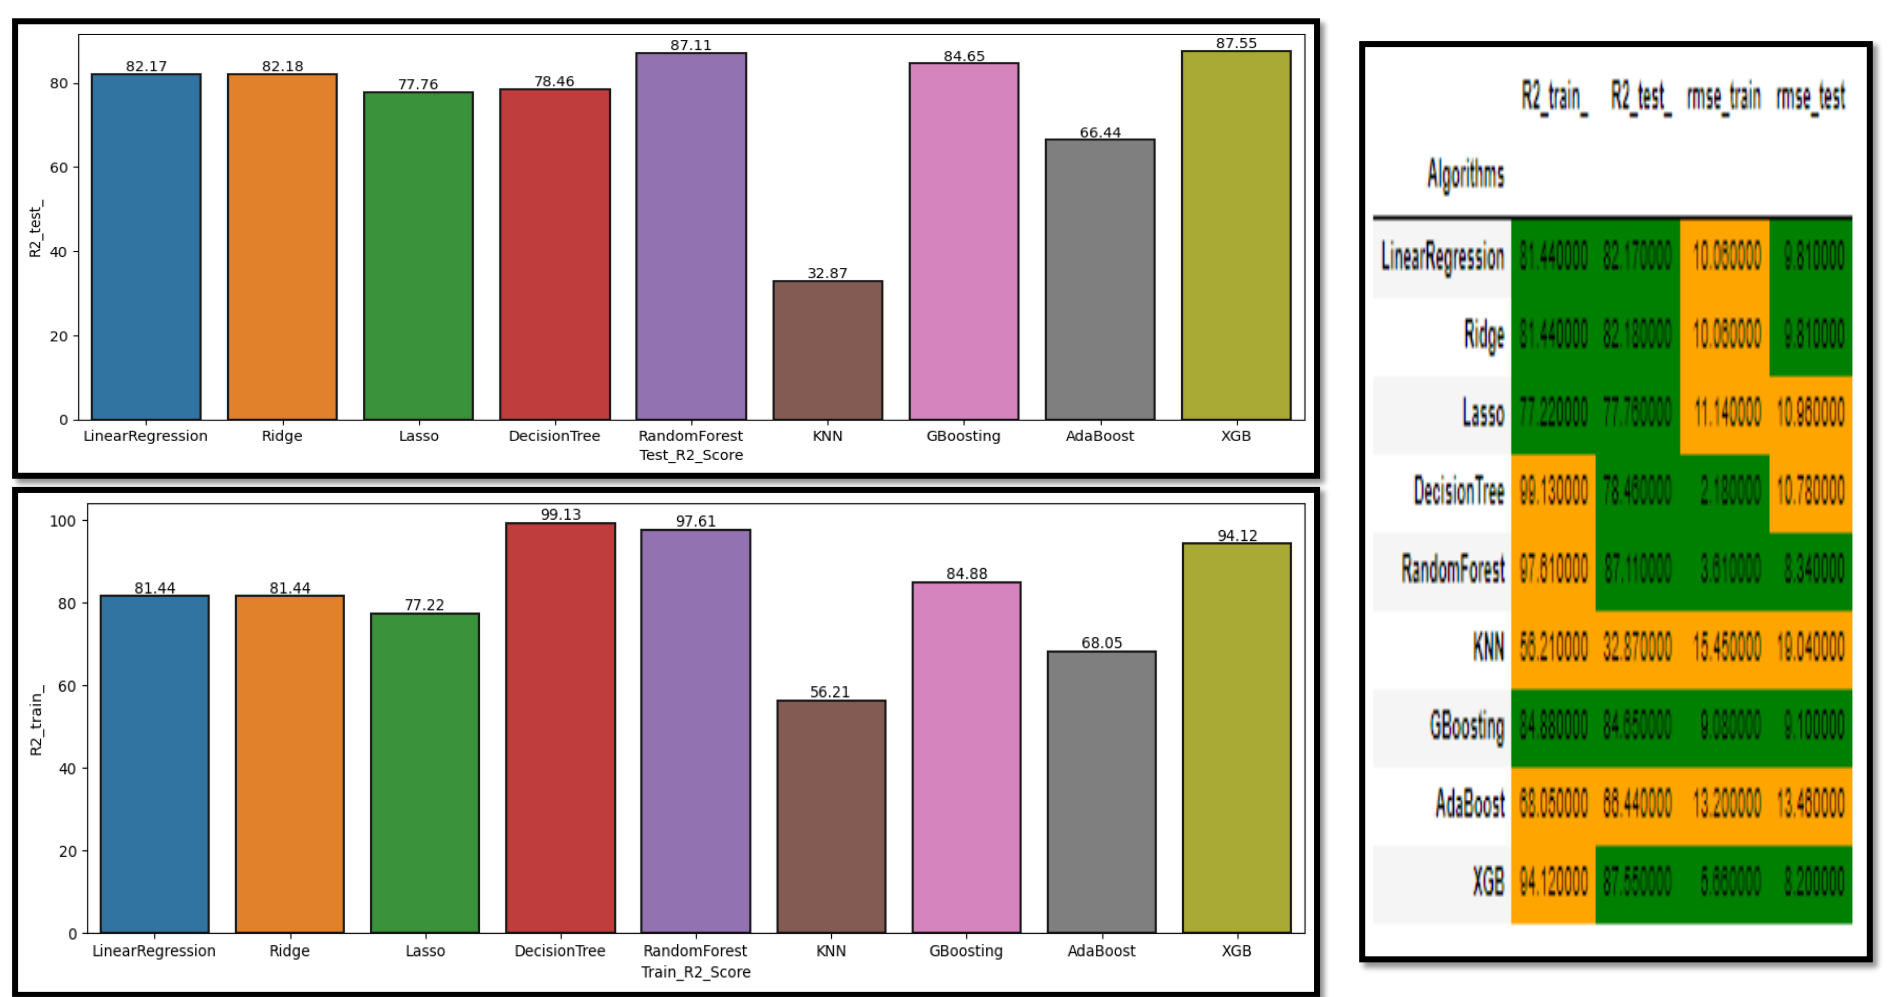 87.11
87.55
82.17
82.18
77.76
78.46
84.65
66.44
32.87
R2_test_
80
60
40
20
0
LinearRegression Ridge Lasso DecisionTree RandomForest KNN GBoosting AdaBoost XGB
Test_R2_Score
99.13
97.61
94.12
81.44
81.44
77.22
84.88
68.05
56.21
R2_train_
100
80
60
40
20
0
LinearRegression Ridge Lasso DecisionTree RandomForest KNN GBoosting AdaBoost XGB
Train_R2_Score
R2_train_ R2_test_ rmse_train rmse_test
Algorithms
LinearRegression 81.440000 82.170000 10.060000 9.810000
Ridge 81.440000 82.180000 10.060000 9.810000
Lasso 77.220000 77.760000 11.140000 10.980000
DecisionTree 99.130000 78.460000 2.180000 10.780000
RandomForest 97.610000 87.110000 3.610000 8.340000
KNN 56.210000 32.870000 15.450000 19.040000
GBoosting 84.880000 84.650000 9.080000 9.100000
AdaBoost 68.050000 66.440000 13.200000 13.460000
XGB 94.120000 87.550000 8.200000